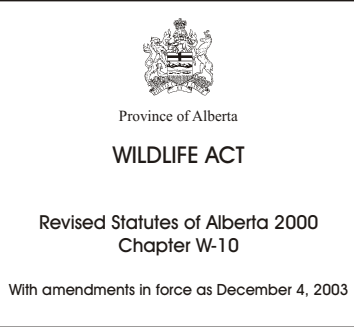 Province of Alberta
WILDLIFE ACT
Revised Statutes of Alberta 2000
Chapter W-10
With amendments in force as December 4, 2003